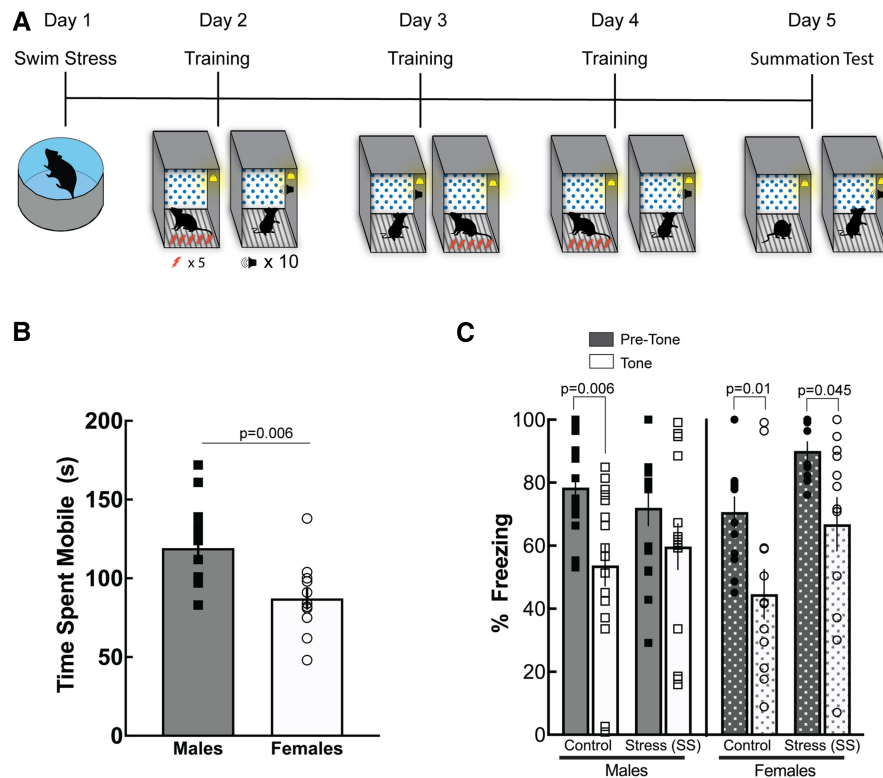 A
Day 1 Day 2 Day 3 Day 4 Day 5
Swim Stress Training Training Training Summation Test
x 5 x 10
B
200
150
100
50
0
Time Spent Mobile (s)
p=0.006
Males Females
C
Pre-Tone
Tone
p=0.006 p=0.01 p=0.045
100
80
60
40
20
0
% Freezing
Control Stress (SS) Control Stress (SS)
Males Females